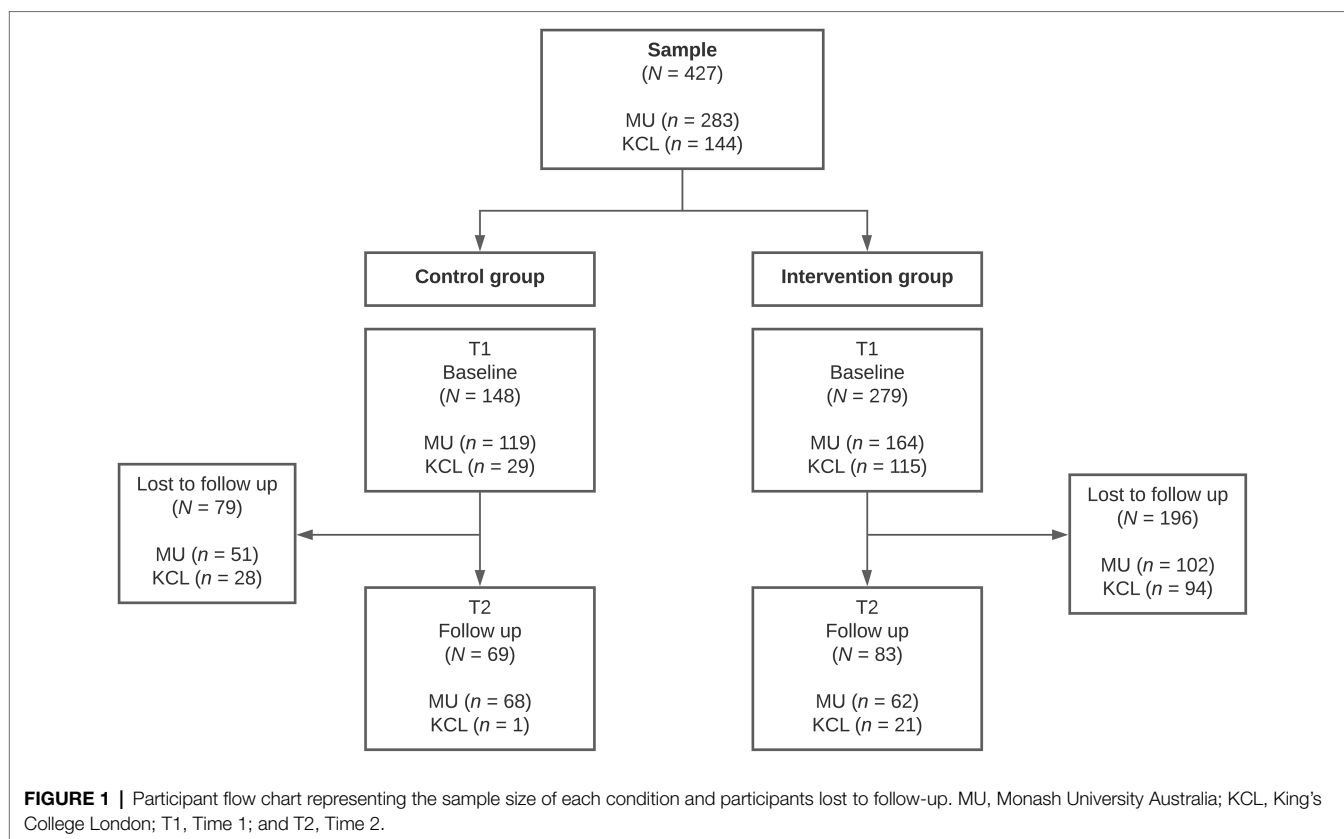 Sample
(N = 427)
MU (n = 283)
KCL (n = 144)
Control group
Intervention group
T1
Baseline
(N = 148)
MU (n = 119)
KCL (n = 29)
T1
Baseline
(N = 279)
MU (n = 164)
KCL (n = 115)
Lost to follow up
(N = 79)
MU (n = 51)
KCL (n = 28)
Lost to follow up
(N = 196)
MU (n = 102)
KCL (n = 94)
T2
Follow up
(N = 69)
MU (n = 68)
KCL (n = 1)
T2
Follow up
(N = 83)
MU (n = 62)
KCL (n = 21)
FIGURE 1 | Participant flow chart representing the sample size of each condition and participants lost to follow-up. MU, Monash University Australia; KCL, King’s
College London; T1, Time 1; and T2, Time 2.